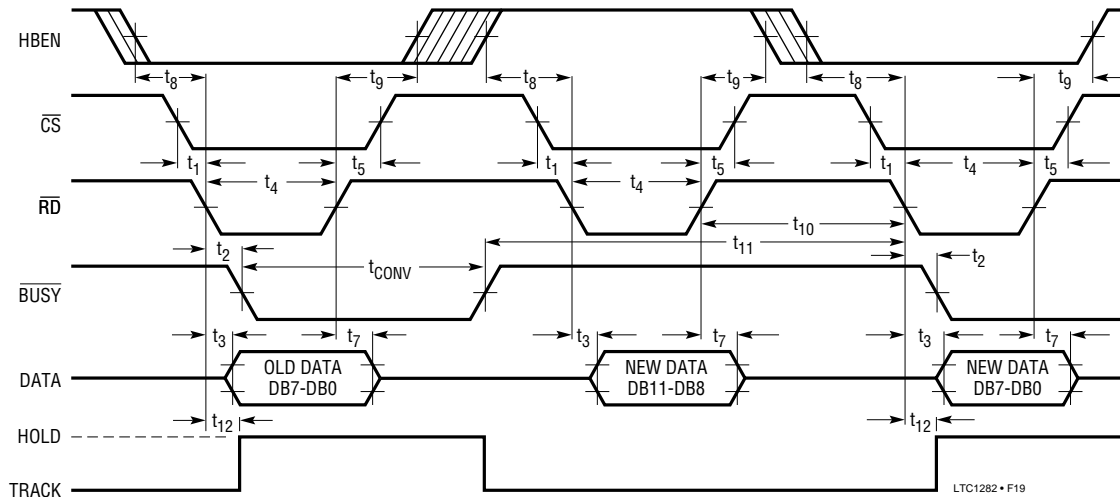 HBEN
t8 t9 t8 t9 t8 t9
CS
t1 t5 t1 t5 t1 t5
t4 t4 t4
RD
t10
t2 t11
tCONV t2
BUSY
t3 t7 t3 t7 t3 t7
DATA
OLD DATA NEW DATA NEW DATA
DB7-DB0 DB11-DB8 DB7-DB0
t12 t12
HOLD
TRACK
LTC1282 • F19